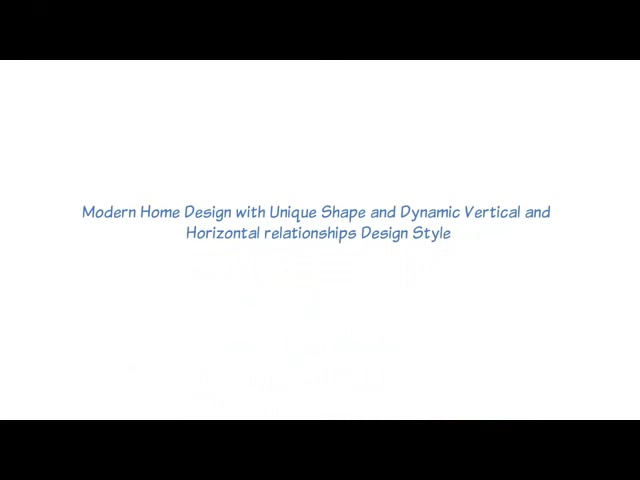 Modern Home Design with Unique Shape and Dynamic Vertical and
Horizontal relationships Design Style